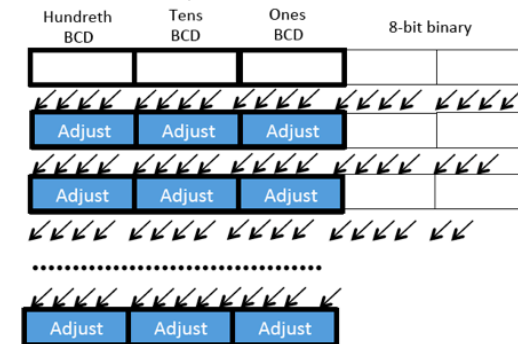 Hundreth BCD
Tens BCD
Ones BCD
8-bit binary
Adjust Adjust Adjust
Adjust Adjust Adjust
Adjust Adjust Adjust